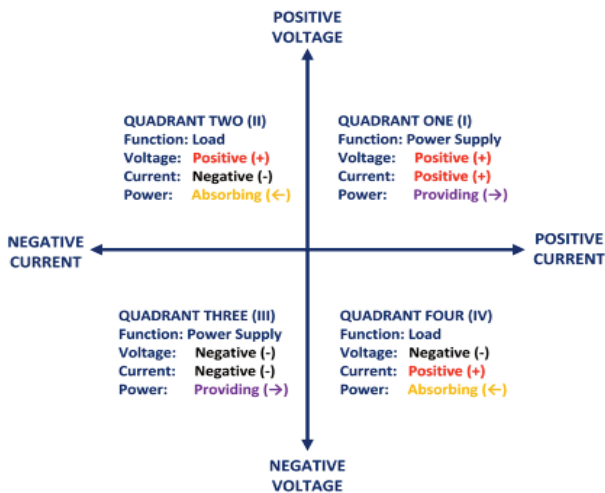 POSITIVE
VOLTAGE
QUADRANT TWO (II)
Function: Load
Voltage: Positive (+)
Current: Negative (-)
Power: Absorbing (←)
QUADRANT ONE (I)
Function: Power Supply
Voltage: Positive (+)
Current: Positive (+)
Power: Providing (→)
NEGATIVE
CURRENT
POSITIVE
CURRENT
QUADRANT THREE (III)
Function: Power Supply
Voltage: Negative (-)
Current: Negative (-)
Power: Providing (→)
QUADRANT FOUR (IV)
Function: Load
Voltage: Negative (-)
Current: Positive (+)
Power: Absorbing (←)
NEGATIVE
VOLTAGE